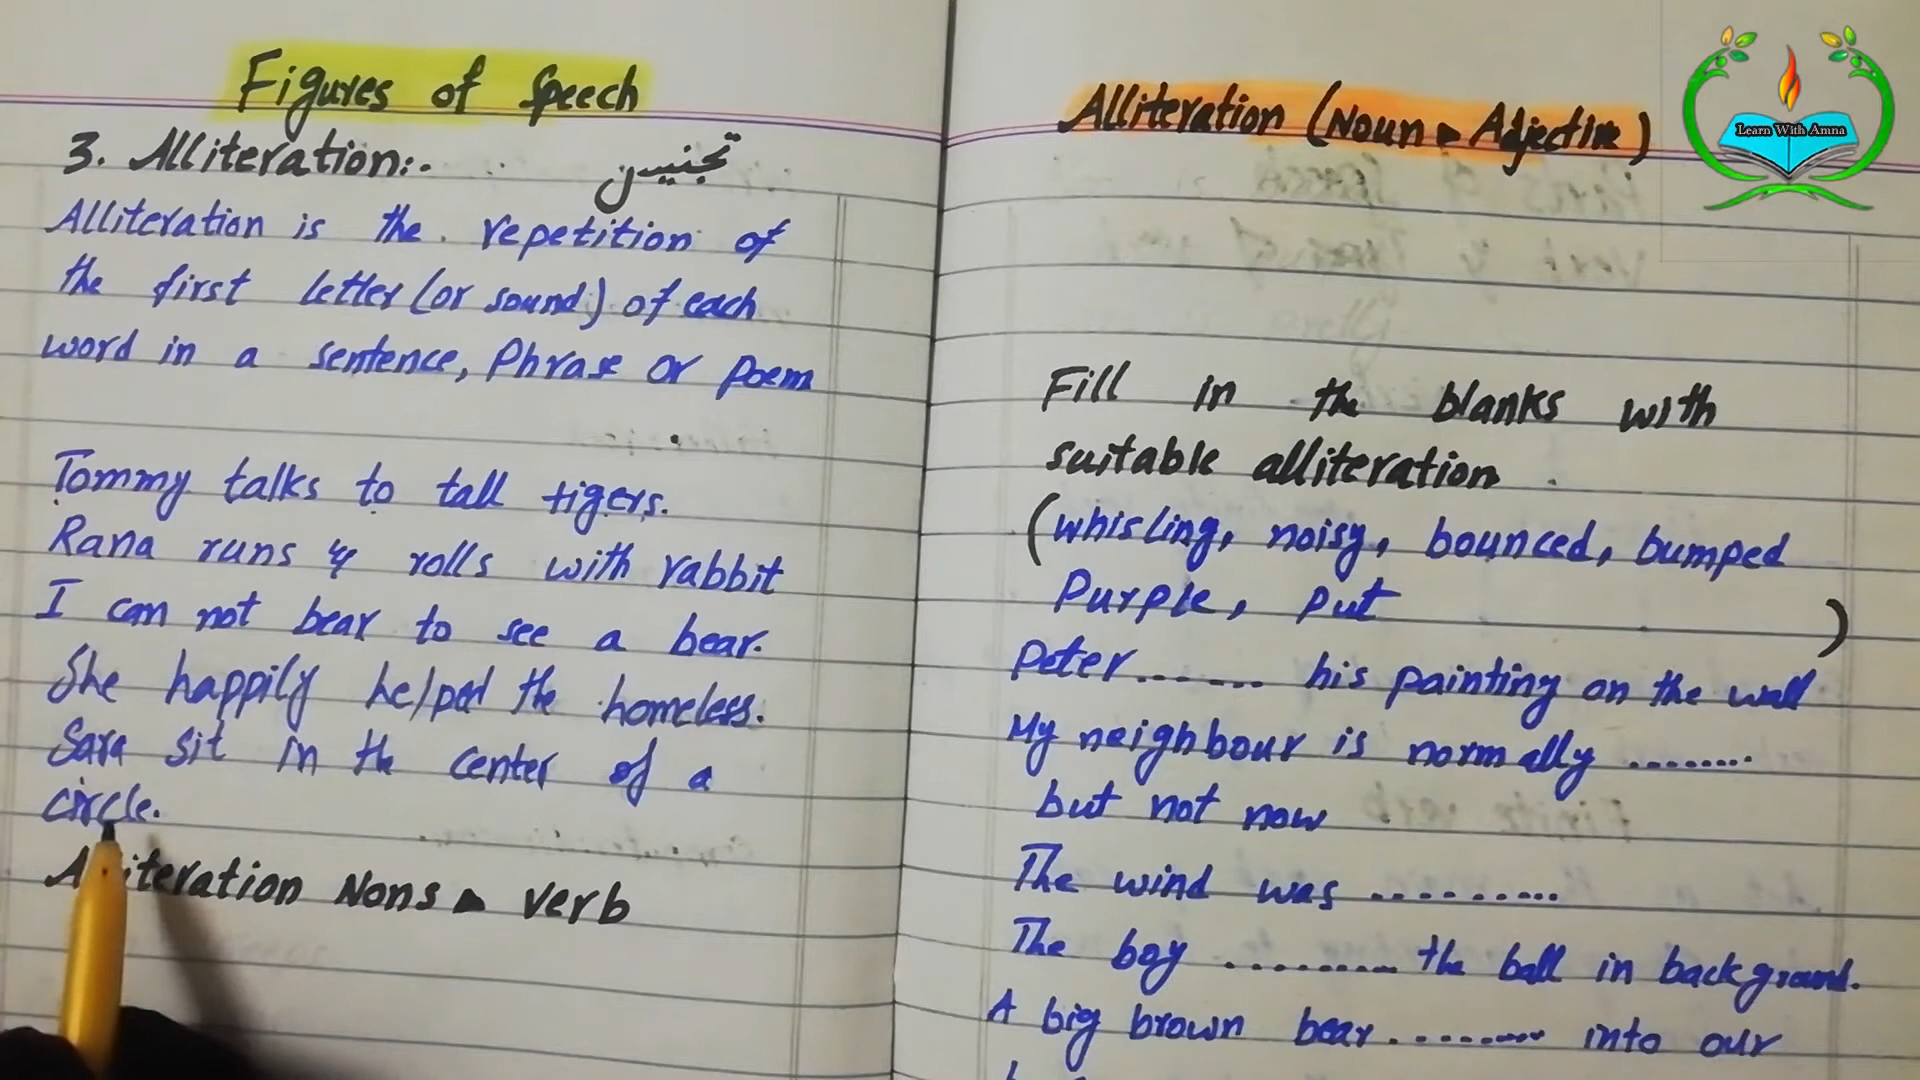 Figures of Speech
3. Alliteration:-
تجنيس
Alliteration is the repetition of
the first letter (or sound) of each
word in a sentence, Phrase or poem
Tommy talks to tall tigers.
Rana runs & rolls with rabbit
I can not bear to see a bear.
She happily helped the homeless.
Sara sit in the center of a
circle.
Alliteration Nons verb
Alliteration (Noun Adjective)
Learn With Amna
Fill in the blanks with
suitable alliteration
(whisling, noisy, bounced, bumped
Purple, put )
Peter....... his painting on the wall
My neighbour is normally ........
but not now
The wind was ..........
The boy .......... the ball in background.
A big brown bear .......... into our